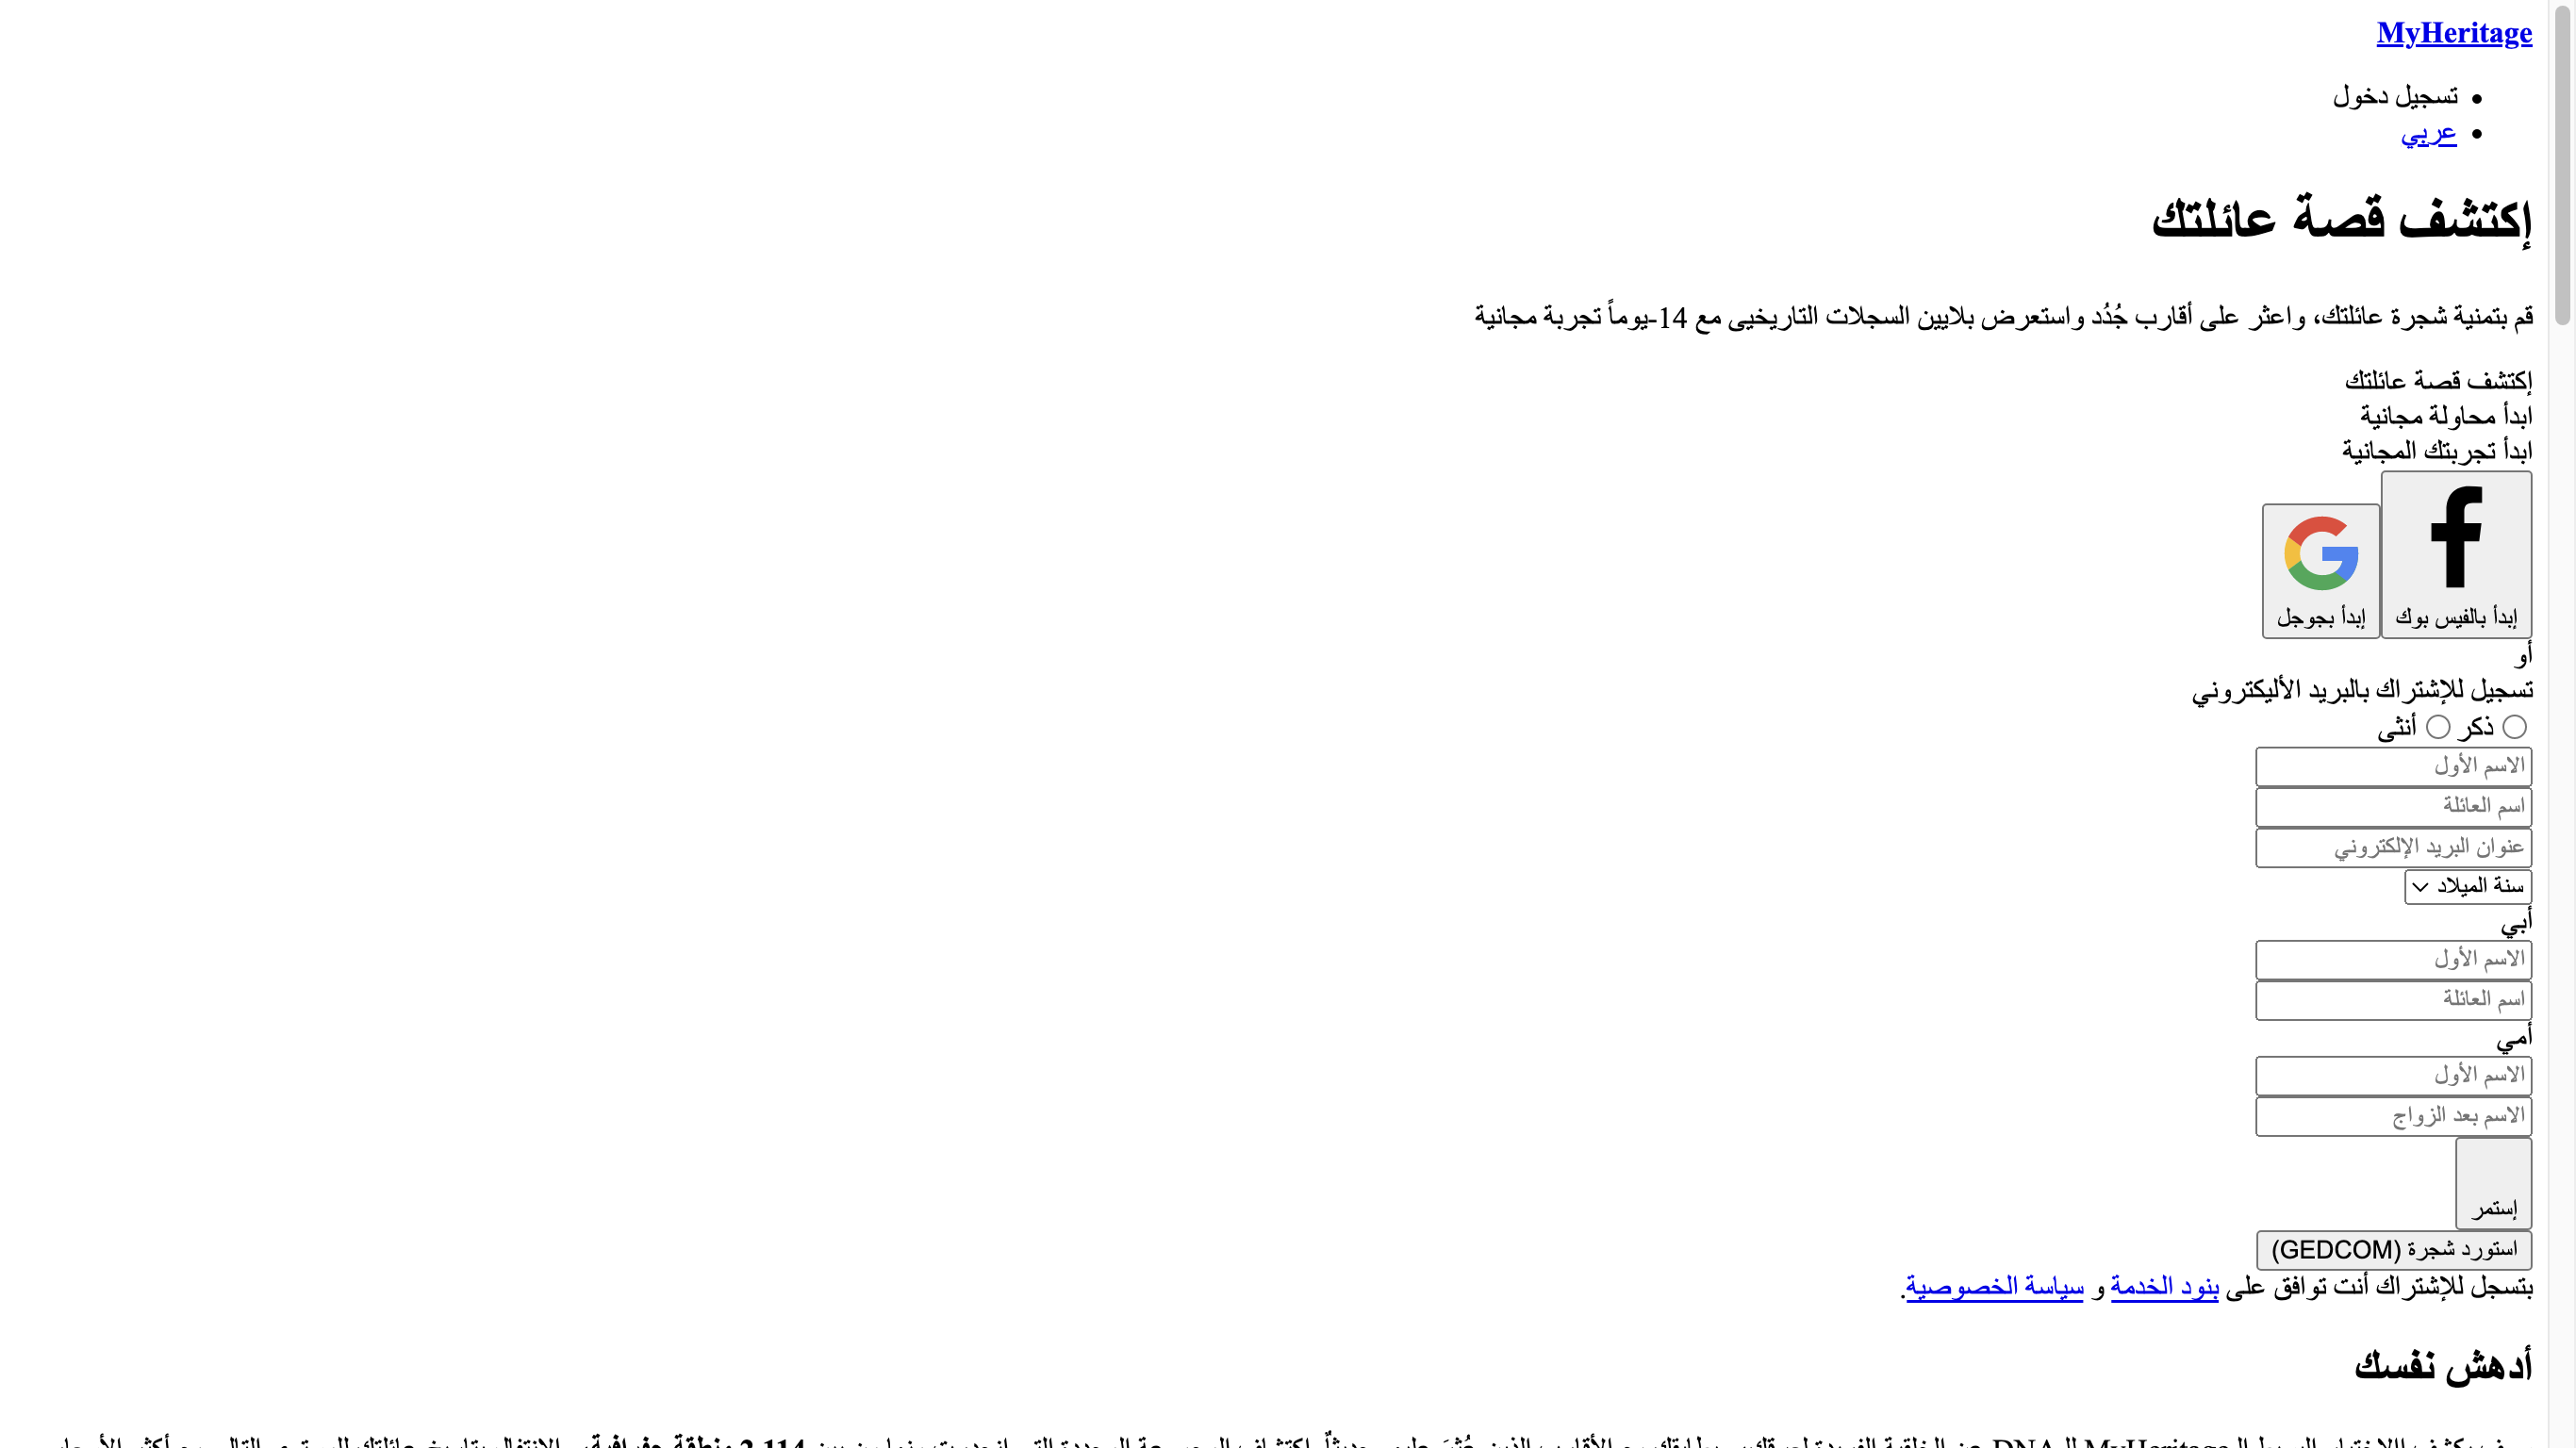 MyHeritage
تسجيل دخول
عربي
إكتشف قصة عائلتك
قم بتمنية شجرة عائلتك، واعثر على أقارب جُدُد واستعرض بلايين السجلات التاريخيى مع 14-يوماً تجربة مجانية
إكتشف قصة عائلتك
ابدأ محاولة مجانية
ابدأ تجربتك المجانية
إبدأ بالفيس بوك
إبدأ بجوجل
أو
تسجيل للإشتراك بالبريد الأليكتروني
ذكر أنثى
الاسم الأول
اسم العائلة
عنوان البريد الإلكتروني
سنة الميلاد
أبي
الاسم الأول
اسم العائلة
أمي
الاسم الأول
الاسم بعد الزواج
إستمر
استورد شجرة (GEDCOM)
بتسجل للإشتراك أنت توافق على بنود الخدمة و سياسة الخصوصية.
أدهش نفسك